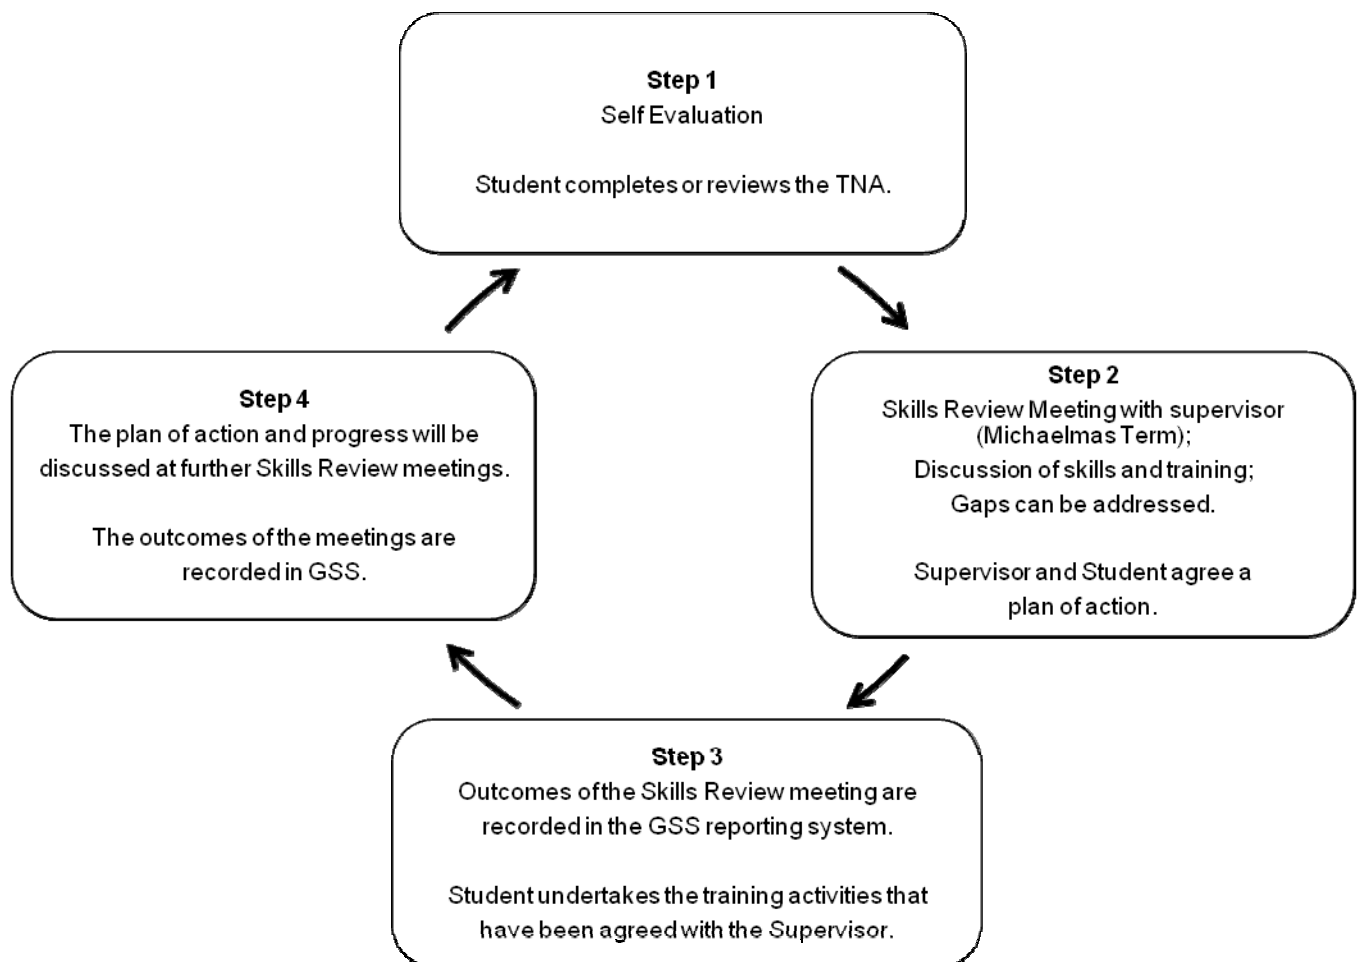 Step 1
Self Evaluation
Student completes or reviews the TNA.
Step 2
Skills Review Meeting with supervisor
(Michaelmas Term);
Discussion of skills and training;
Gaps can be addressed.
Supervisor and Student agree a
plan of action.
Step 3
Outcomes of the Skills Review meeting are
recorded in the GSS reporting system.
Student undertakes the training activities that
have been agreed with the Supervisor.
Step 4
The plan of action and progress will be
discussed at further Skills Review meetings.
The outcomes of the meetings are
recorded in GSS.